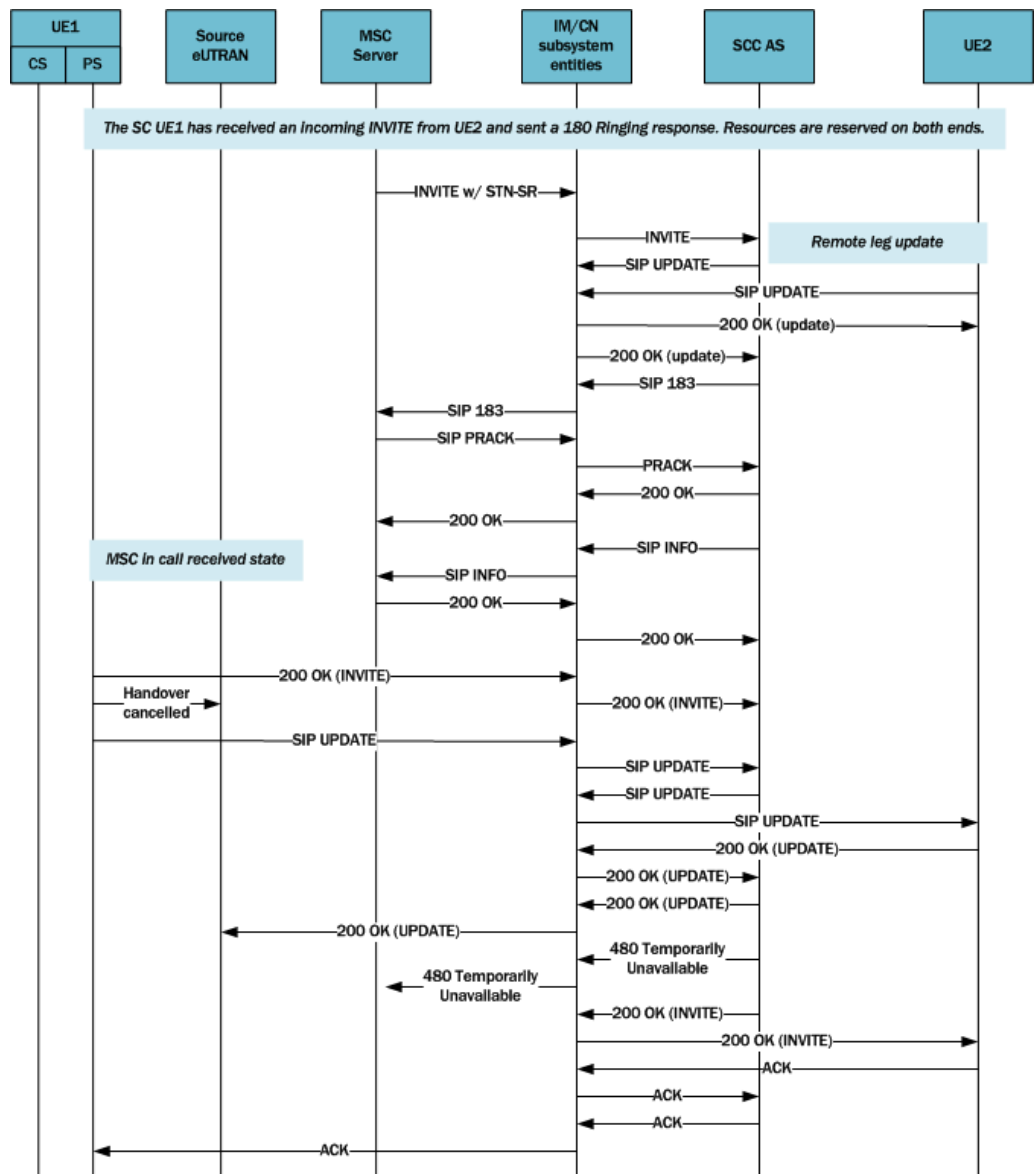 UE1
CS
PS
Source
eUTRAN
MSC
Server
IM/CN
subsystem
entities
SCC AS
UE2
The SC UE1 has received an incoming INVITE from UE2 and sent a 180 Ringing response. Resources are reserved on both ends.
INVITE w/ STN-SR
INVITE
Remote leg update
SIP UPDATE
SIP UPDATE
200 OK (update)
200 OK (update)
SIP 183
SIP 183
SIP PRACK
PRACK
200 OK
200 OK
MSC in call received state
SIP INFO
SIP INFO
200 OK
200 OK
200 OK (INVITE)
Handover
cancelled
200 OK (INVITE)
SIP UPDATE
SIP UPDATE
SIP UPDATE
SIP UPDATE
200 OK (UPDATE)
200 OK (UPDATE)
200 OK (UPDATE)
200 OK (UPDATE)
480 Temporarily
Unavailable
480 Temporarily
Unavailable
200 OK (INVITE)
200 OK (INVITE)
ACK
ACK
ACK
ACK